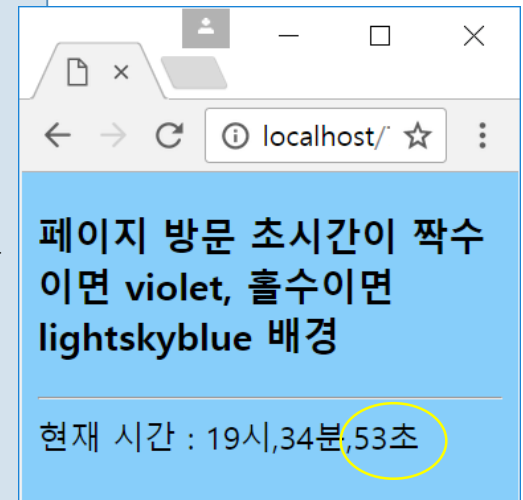 localhost/
페이지 방문 초시간이 짝수
이면 violet, 홀수이면
lightskyblue 배경
현재 시간 : 19시,34분,53초